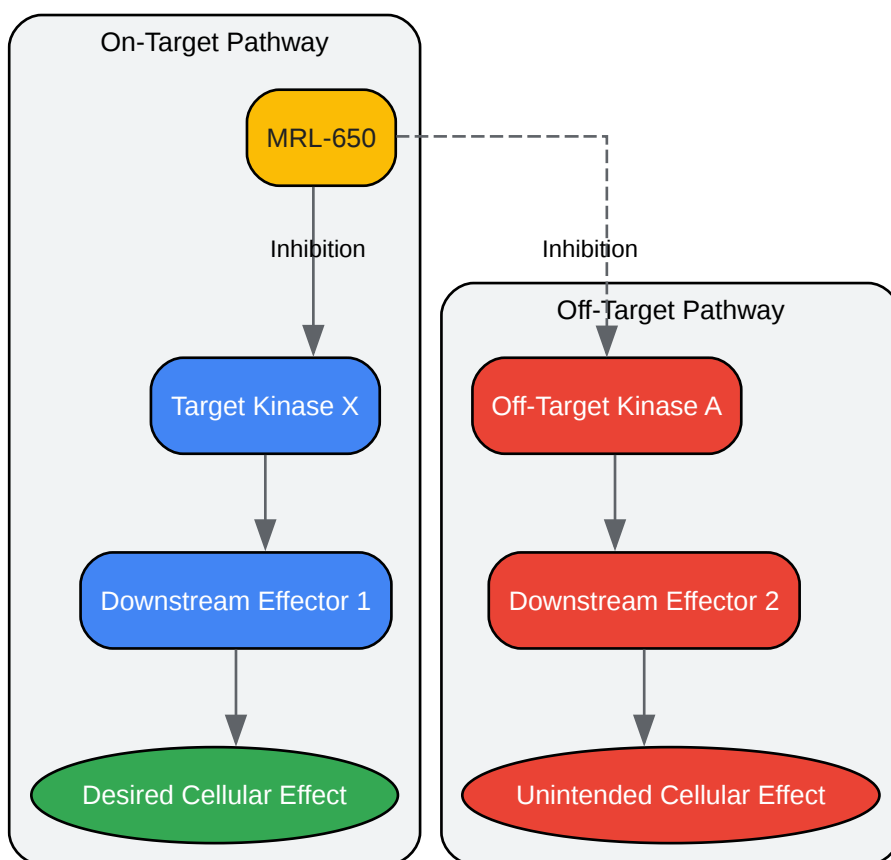 On-Target Pathway
MRL-650
Inhibition
Inhibition
Off-Target Pathway
Target Kinase X
Off-Target Kinase A
Downstream Effector 1
Downstream Effector 2
Desired Cellular Effect
Unintended Cellular Effect